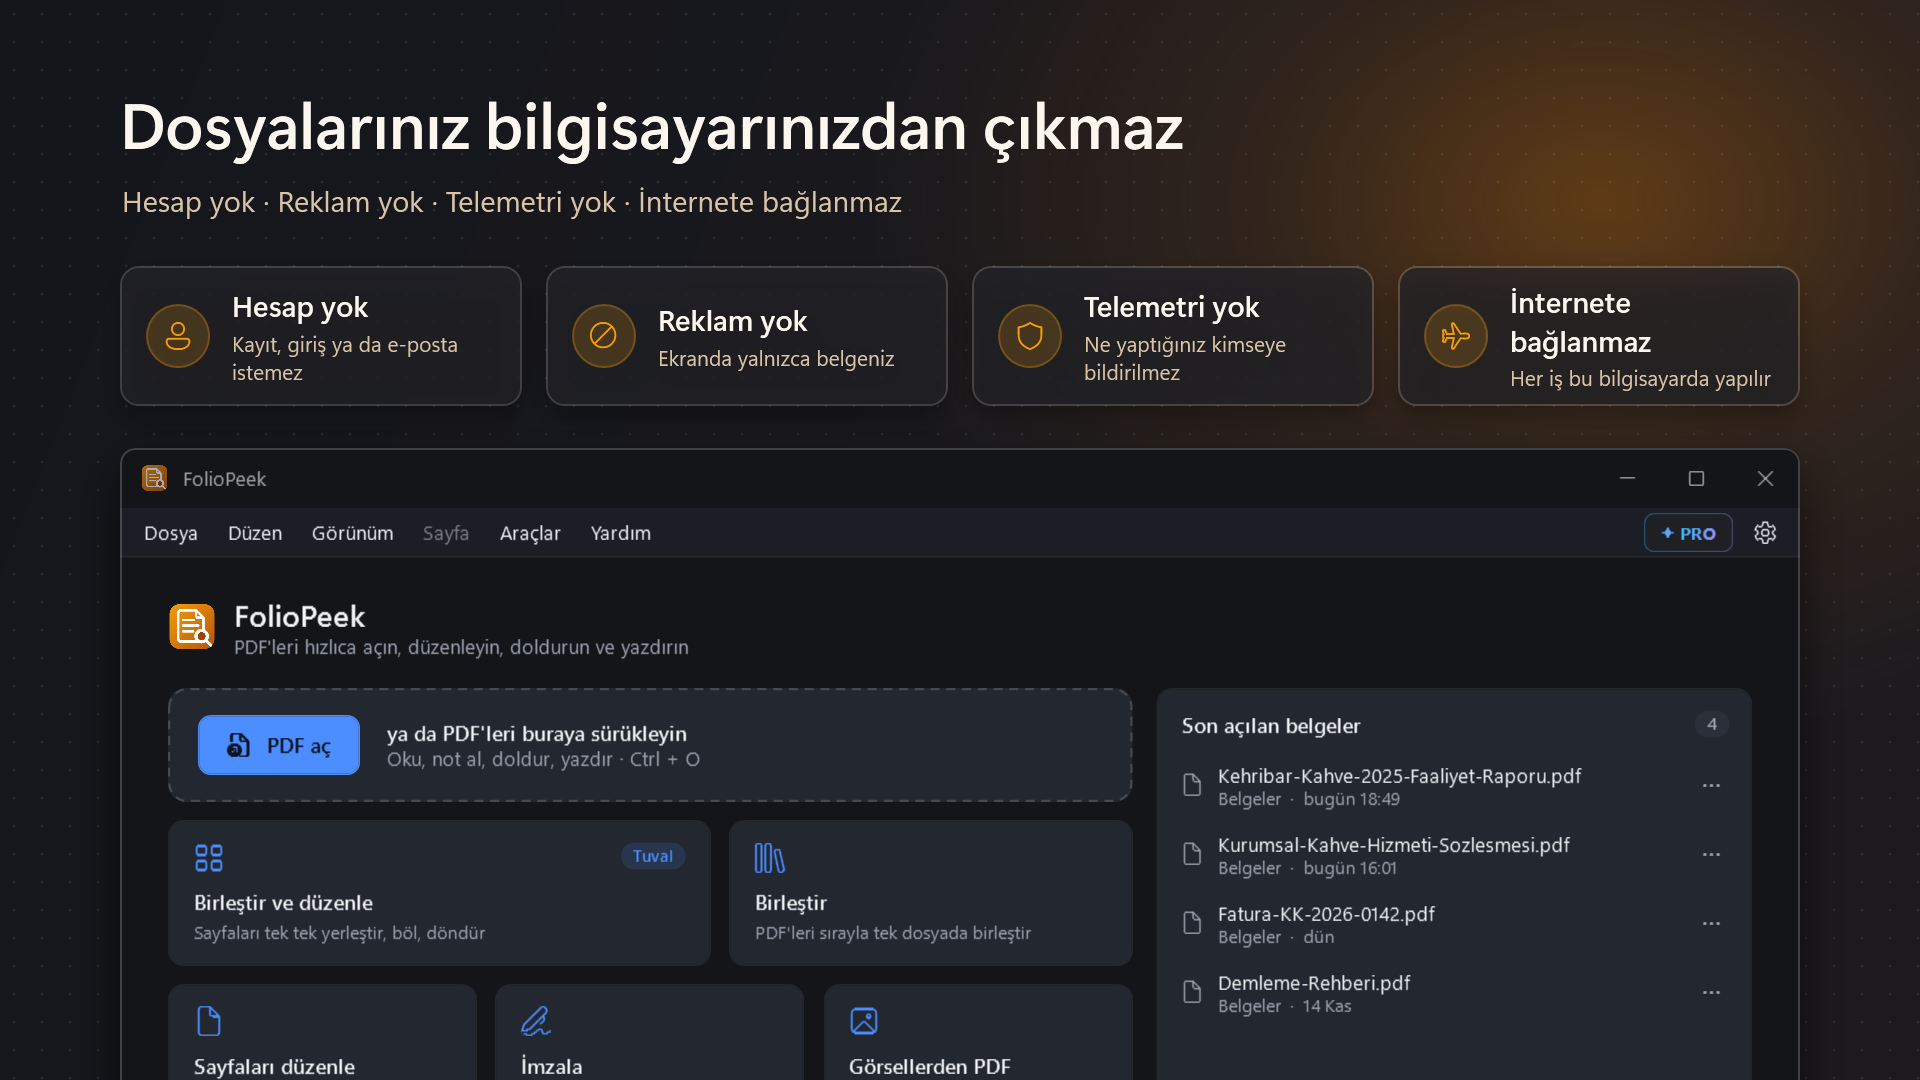 Dosyalarınız bilgisayarınızdan çıkmaz
Hesap yok · Reklam yok · Telemetri yok · İnternete bağlanmaz
Hesap yok
Kayıt, giriş ya da e-posta
istemez
Reklam yok
Ekranda yalnızca belgeniz
Telemetri yok
Ne yaptığınız kimseye
bildirilmez
İnternete
bağlanmaz
Her iş bu bilgisayarda yapılır
FolioPeek
Dosya Düzen Görünüm Sayfa Araçlar Yardım
PRO
FolioPeek
PDF'leri hızlıca açın, düzenleyin, doldurun ve yazdırın
PDF aç
ya da PDF'leri buraya sürükleyin
Oku, not al, doldur, yazdır · Ctrl + O
Birleştir ve düzenle
Tuval
Sayfaları tek tek yerleştir, böl, döndür
Birleştir
PDF'leri sırayla tek dosyada birleştir
Sayfaları düzenle
İmzala
Görsellerden PDF
Son açılan belgeler
4
Kehribar-Kahve-2025-Faaliyet-Raporu.pdf
Belgeler · bugün 18:49
Kurumsal-Kahve-Hizmeti-Sozlesmesi.pdf
Belgeler · bugün 16:01
Fatura-KK-2026-0142.pdf
Belgeler · dün
Demleme-Rehberi.pdf
Belgeler · 14 Kas